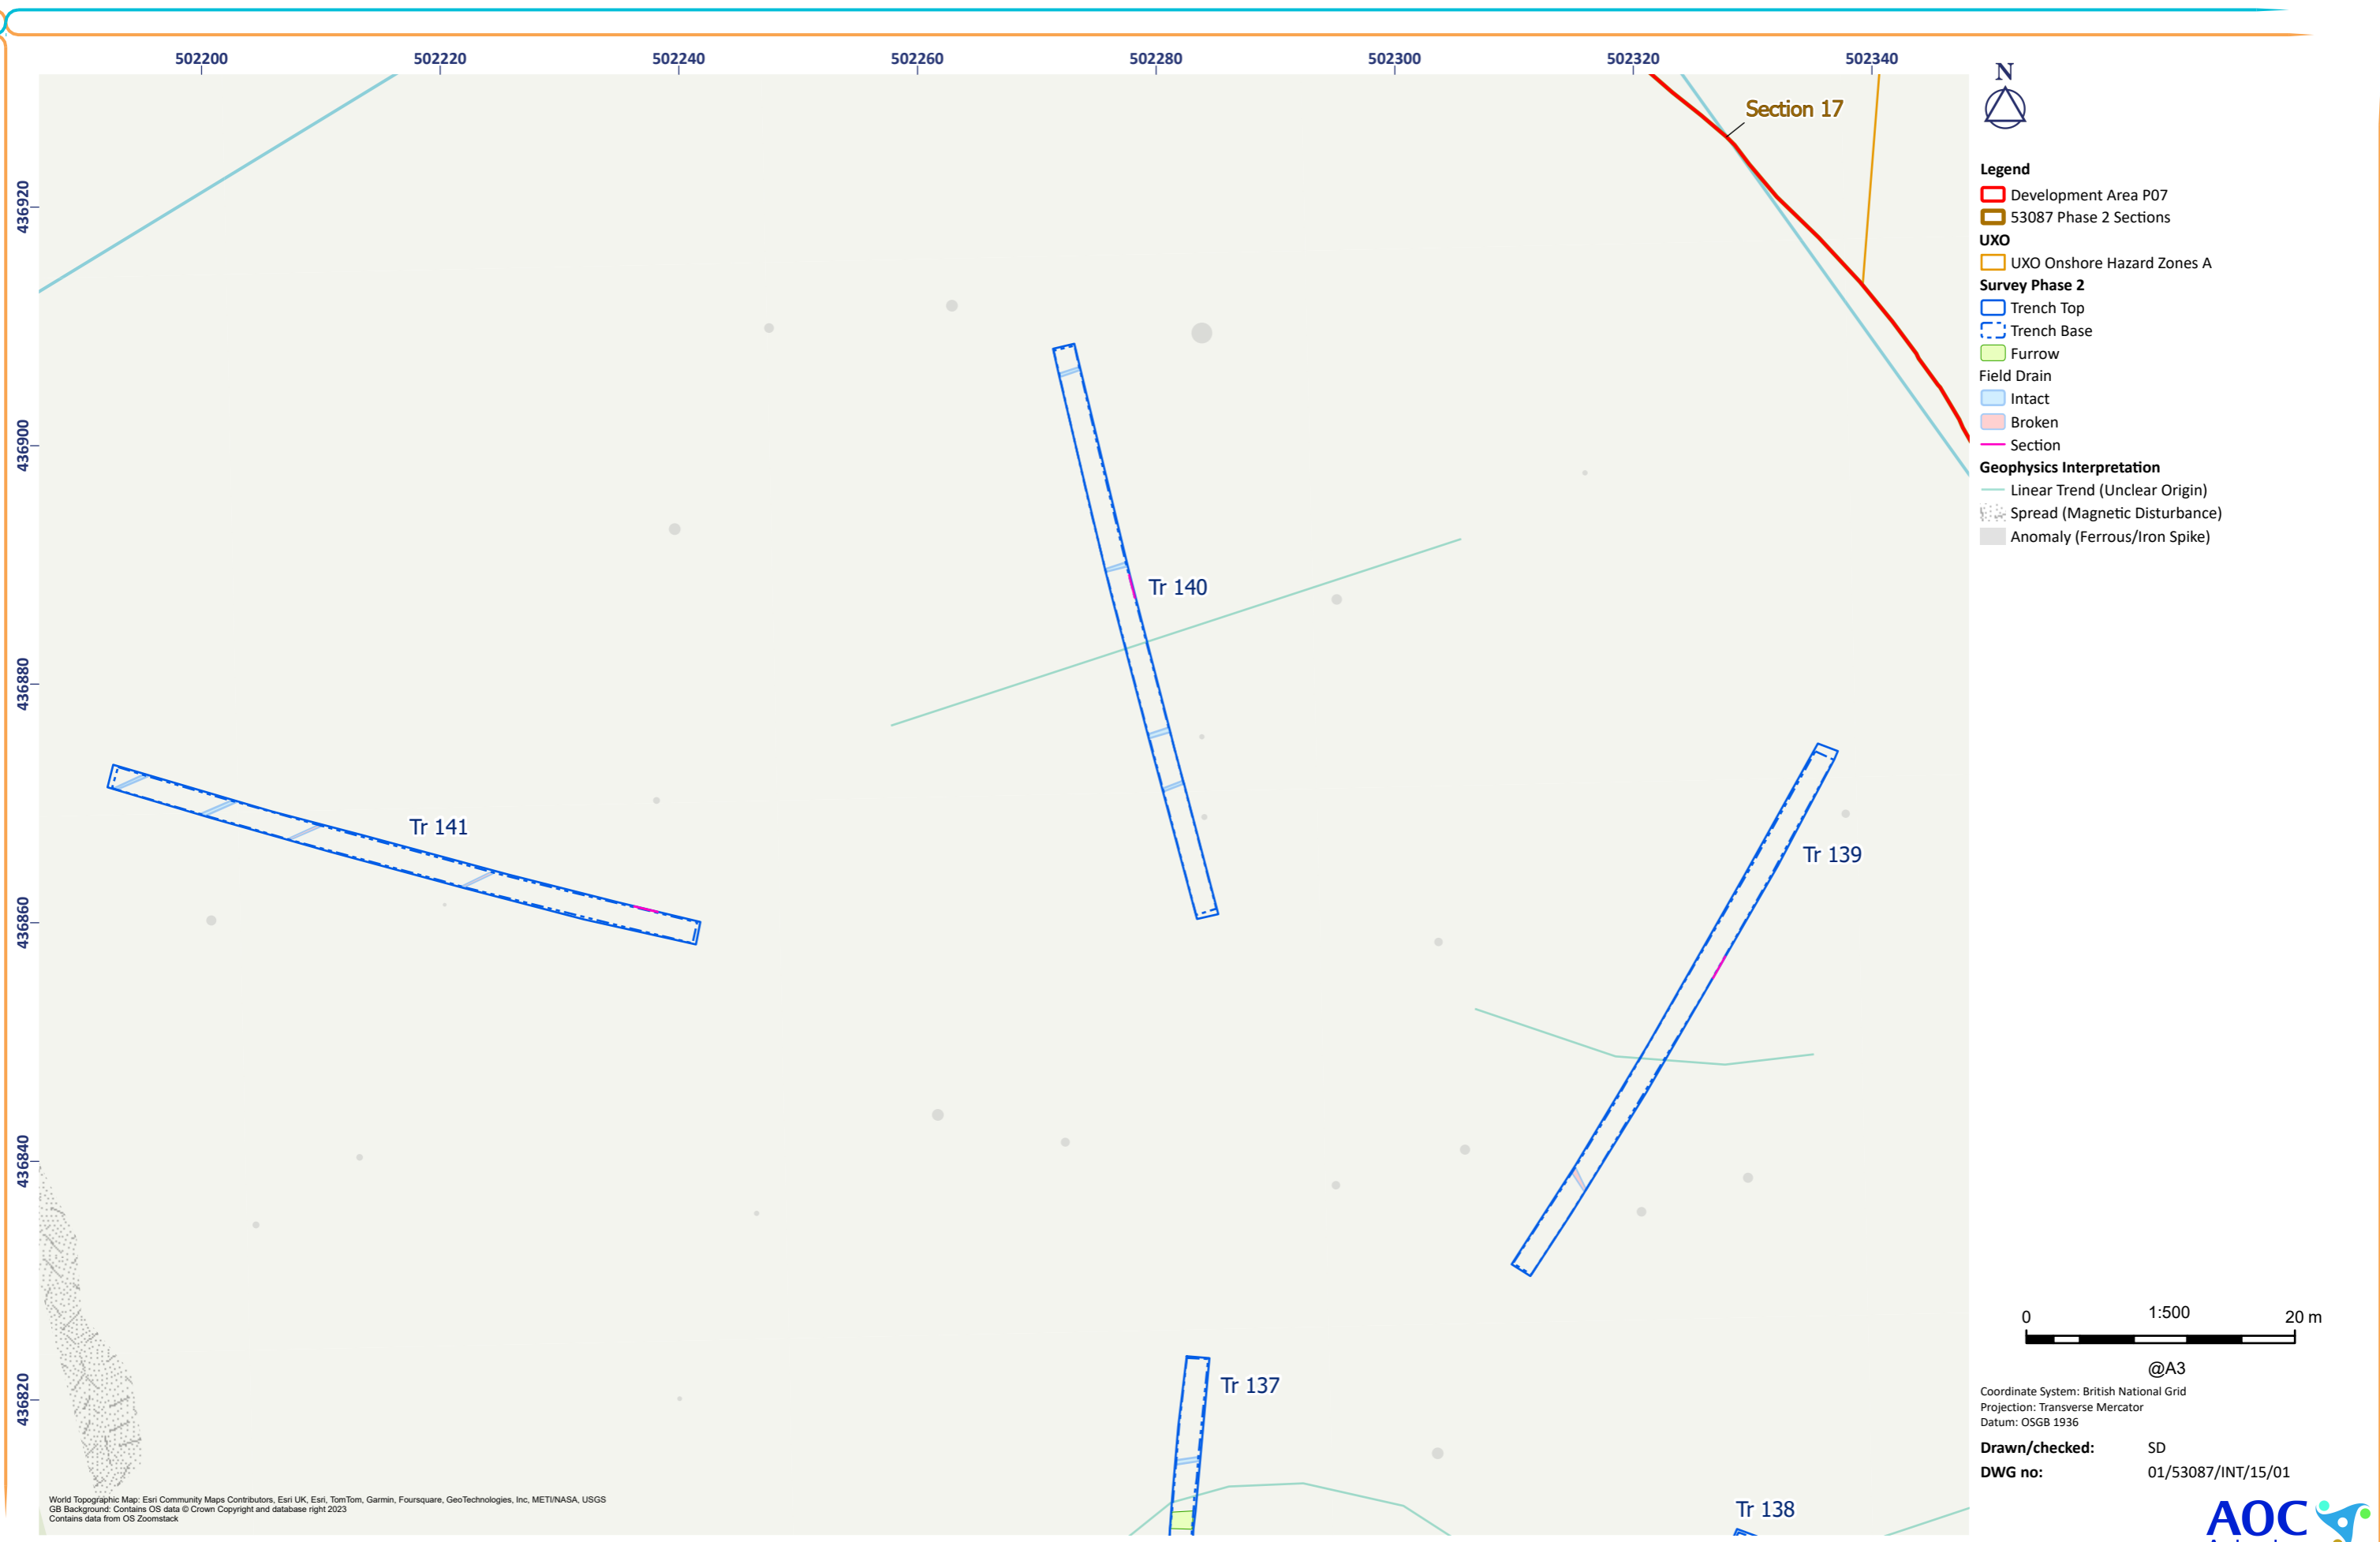 502200 502220 502240 502260 502280 502300 502320 502340
N
Section 17
436920
436900
436880
436860
436840
436820
Tr 140
Tr 141
Tr 139
Tr 137
Tr 138
Legend
Development Area P07
53087 Phase 2 Sections
UXO
UXO Onshore Hazard Zones A
Survey Phase 2
Trench Top
Trench Base
Furrow
Field Drain
Intact
Broken
Section
Geophysics Interpretation
Linear Trend (Unclear Origin)
Spread (Magnetic Disturbance)
Anomaly (Ferrous/Iron Spike)
0 1:500 20 m
@A3
Coordinate System: British National Grid
Projection: Transverse Mercator
Datum: OSGB 1936
Drawn/checked: SD
DWG no: 01/53087/INT/15/01
AOC
World Topographic Map: Esri Community Maps Contributors, Esri UK, Esri, TomTom, Garmin, Foursquare, GeoTechnologies, Inc, METI/NASA, USGS
GB Background: Contains OS data © Crown Copyright and database right 2023
Contains data from OS Zoomstack